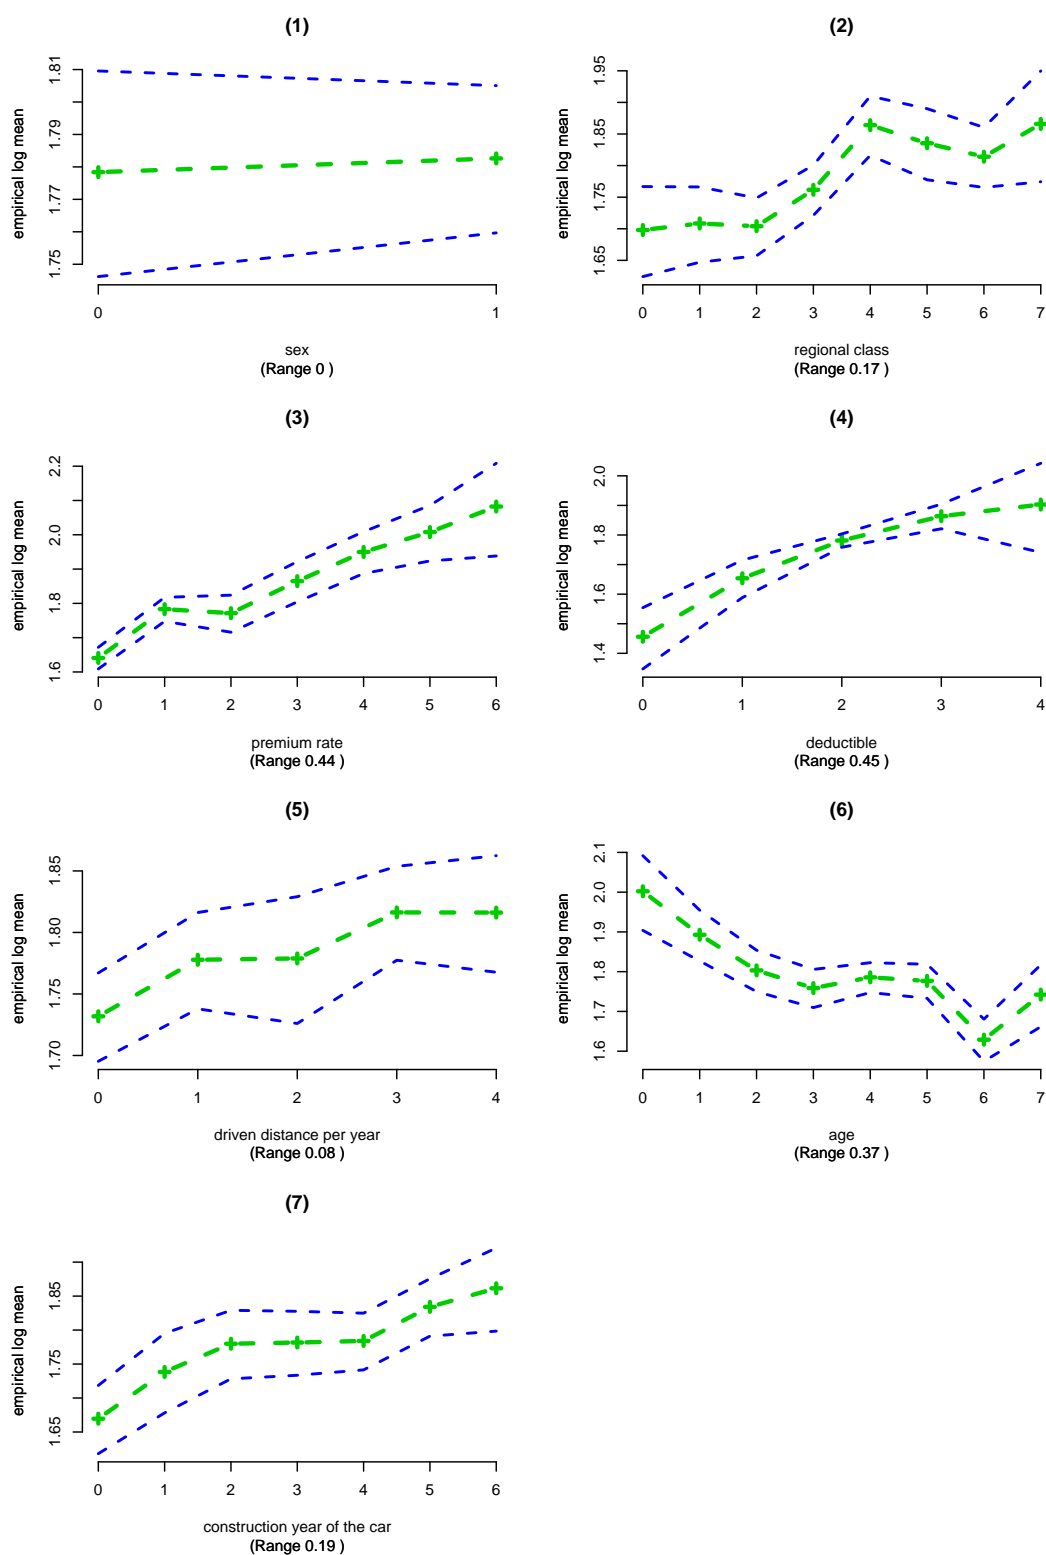 (1)
empirical log mean
1.75 1.77 1.79 1.81
0 1
sex
(Range 0 )
(2)
empirical log mean
1.65 1.75 1.85 1.95
0 1 2 3 4 5 6 7
regional class
(Range 0.17 )
(3)
empirical log mean
1.6 1.8 2.0 2.2
0 1 2 3 4 5 6
premium rate
(Range 0.44 )
(4)
empirical log mean
1.4 1.6 1.8 2.0
0 1 2 3 4
deductible
(Range 0.45 )
(5)
empirical log mean
1.70 1.75 1.80 1.85
0 1 2 3 4
driven distance per year
(Range 0.08 )
(6)
empirical log mean
1.6 1.7 1.8 1.9 2.0 2.1
0 1 2 3 4 5 6 7
age
(Range 0.37 )
(7)
empirical log mean
1.65 1.75 1.85
0 1 2 3 4 5 6
construction year of the car
(Range 0.19 )